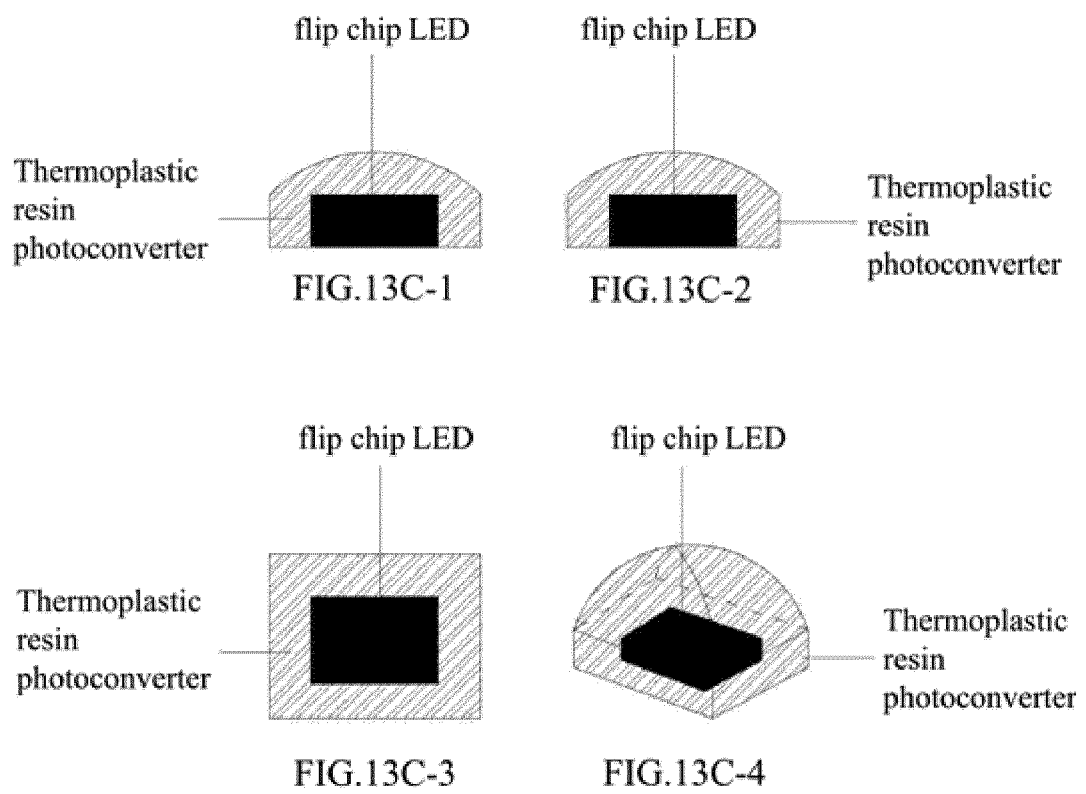 flip chip LED
flip chip LED
Thermoplastic
resin
photoconverter
Thermoplastic
resin
photoconverter
FIG.13C-1
FIG.13C-2
flip chip LED
flip chip LED
Thermoplastic
resin
photoconverter
Thermoplastic
resin
photoconverter
FIG.13C-3
FIG.13C-4